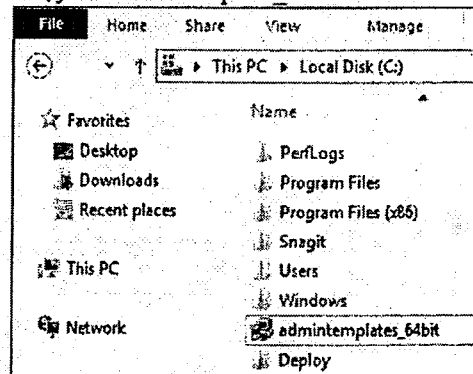 File Home Share View Manage
This PC ▸ Local Disk (C:)
Favorites
Desktop
Downloads
Recent places
This PC
Network
Name
PerfLogs
Program Files
Program Files (x86)
Snagit
Users
Windows
admintemplates_64bit
Deploy